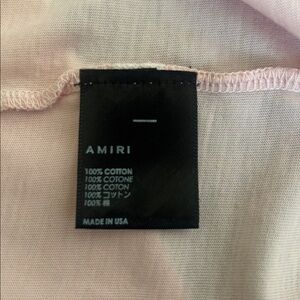 AMIRI
100% COTTON
100% COTONE
100% COTON
100% コットン
100% 棉
MADE IN USA